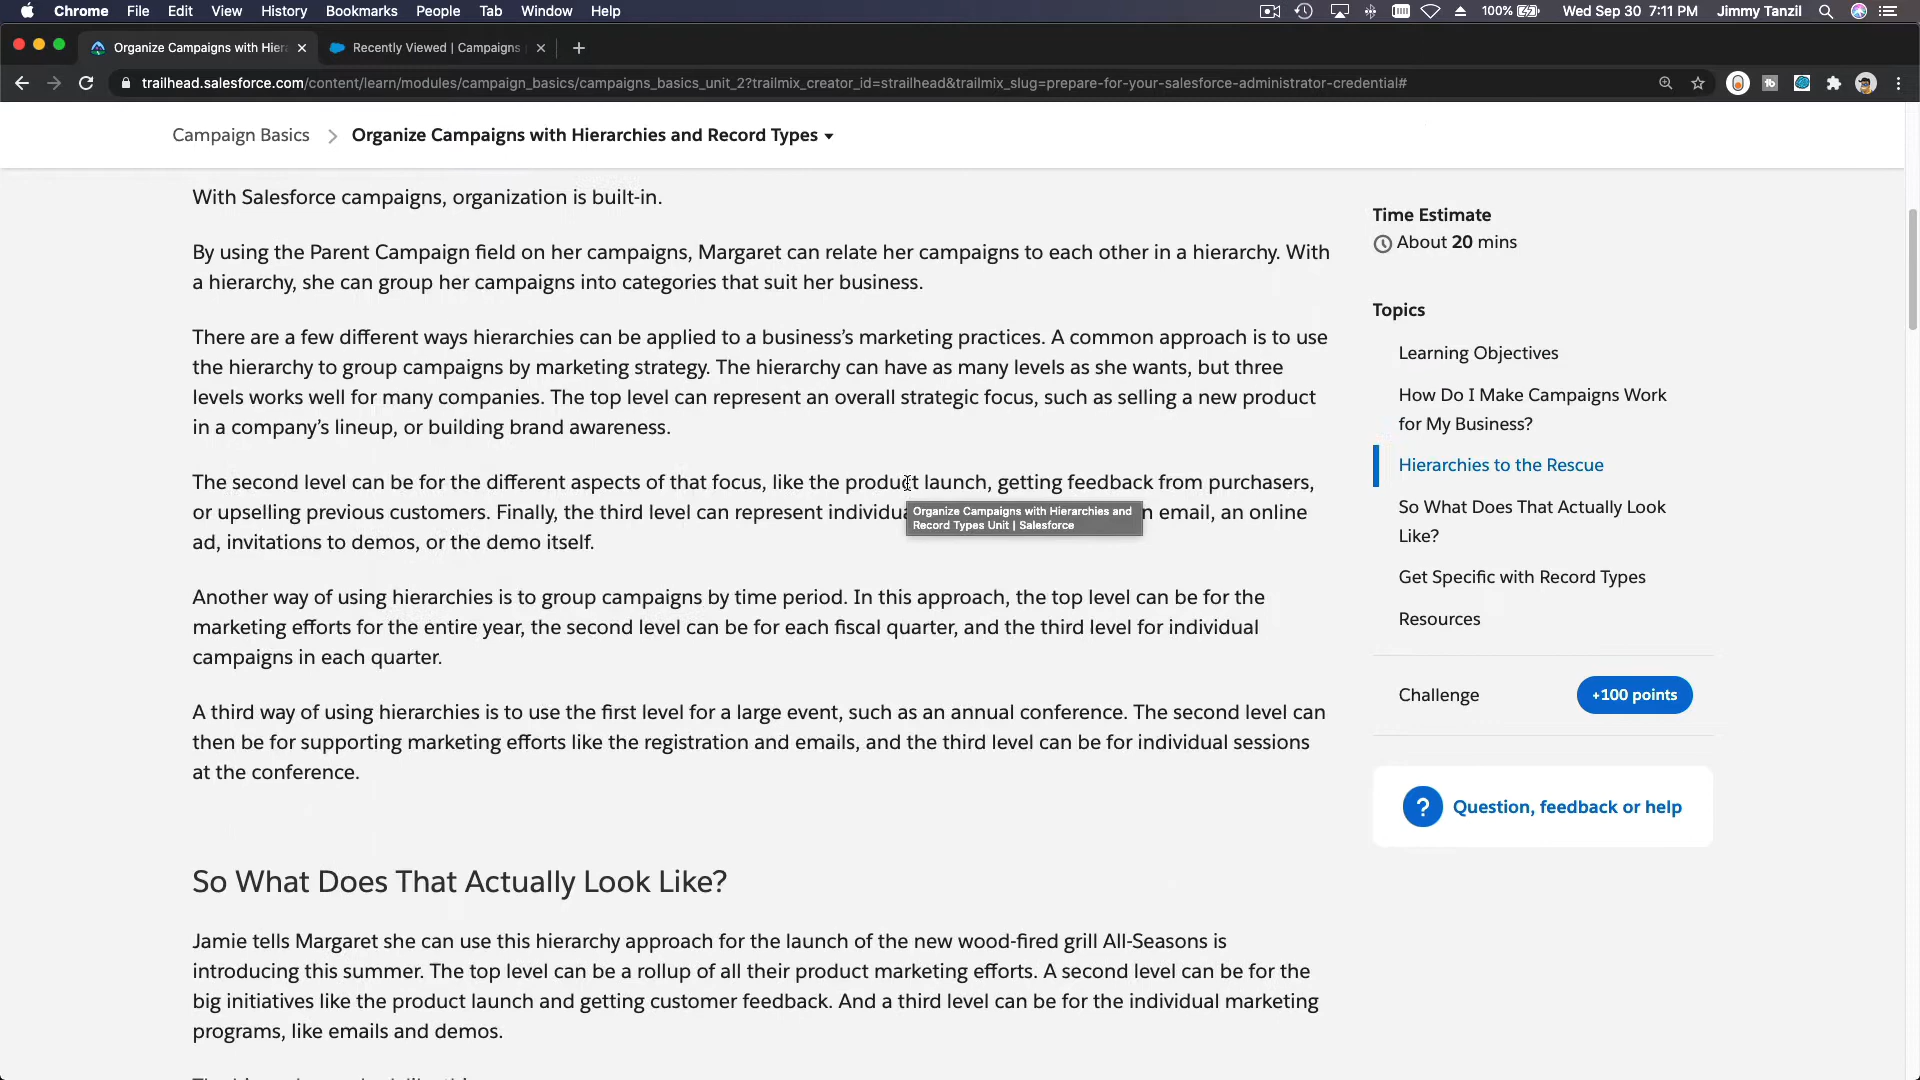 Chrome File Edit View History Bookmarks People Tab Window Help 100% Wed Sep 30 7:11 PM Jimmy Tanzil
Organize Campaigns with Hier Recently Viewed | Campaigns
trailhead.salesforce.com/content/learn/modules/campaign_basics/campaigns_basics_unit_2?trailmix_creator_id=strailhead&trailmix_slug=prepare-for-your-salesforce-administrator-credential#
Campaign Basics Organize Campaigns with Hierarchies and Record Types
With Salesforce campaigns, organization is built-in.
By using the Parent Campaign field on her campaigns, Margaret can relate her campaigns to each other in a hierarchy. With
a hierarchy, she can group her campaigns into categories that suit her business.
There are a few different ways hierarchies can be applied to a business's marketing practices. A common approach is to use
the hierarchy to group campaigns by marketing strategy. The hierarchy can have as many levels as she wants, but three
levels works well for many companies. The top level can represent an overall strategic focus, such as selling a new product
in a company's lineup, or building brand awareness.
The second level can be for the different aspects of that focus, like the product launch, getting feedback from purchasers,
or upselling previous customers. Finally, the third level can represent email, an online
Organize Campaigns with Hierarchies and
Record Types Unit | Salesforce
ad, invitations to demos, or the demo itself.
Another way of using hierarchies is to group campaigns by time period. In this approach, the top level can be for the
marketing efforts for the entire year, the second level can be for each fiscal quarter, and the third level for individual
campaigns in each quarter.
A third way of using hierarchies is to use the first level for a large event, such as an annual conference. The second level can
then be for supporting marketing efforts like the registration and emails, and the third level can be for individual sessions
at the conference.
So What Does That Actually Look Like?
Jamie tells Margaret she can use this hierarchy approach for the launch of the new wood-fired grill All-Seasons is
introducing this summer. The top level can be a rollup of all their product marketing efforts. A second level can be for the
big initiatives like the product launch and getting customer feedback. And a third level can be for the individual marketing
programs, like emails and demos.
Time Estimate
About 20 mins
Topics
Learning Objectives
How Do I Make Campaigns Work
for My Business?
Hierarchies to the Rescue
So What Does That Actually Look
Like?
Get Specific with Record Types
Resources
Challenge +100 points
? Question, feedback or help